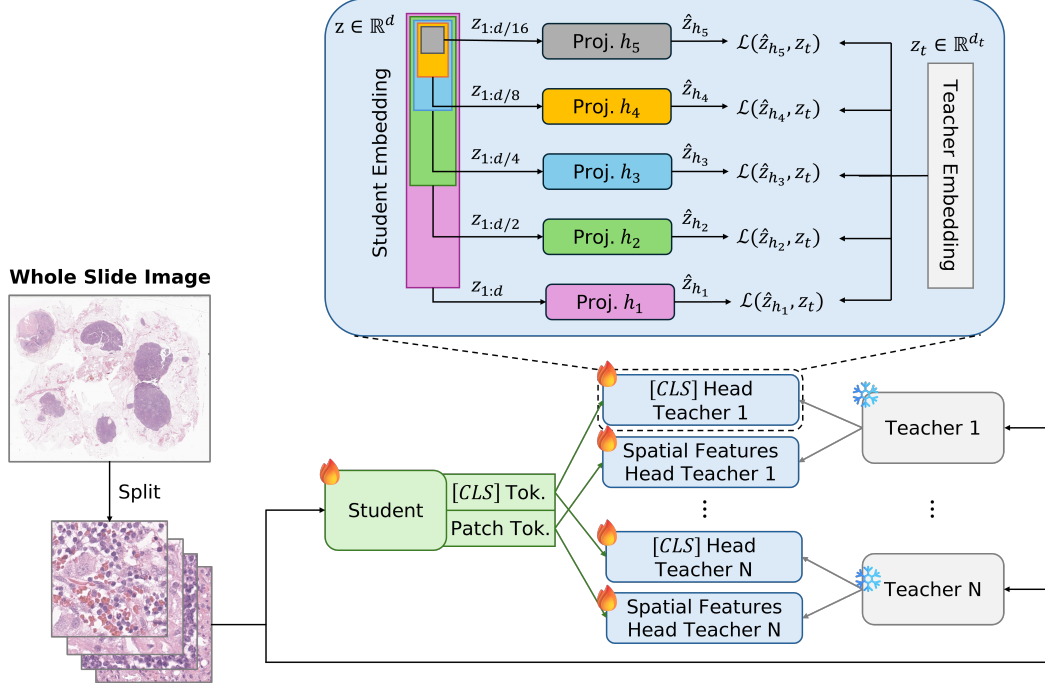 z ∈ ℝ^d
Student Embedding
z_{1:d/16}
Proj. h_5
ẑ_{h_5}
ℒ(ẑ_{h_5}, z_t)
z_{1:d/8}
Proj. h_4
ẑ_{h_4}
ℒ(ẑ_{h_4}, z_t)
z_{1:d/4}
Proj. h_3
ẑ_{h_3}
ℒ(ẑ_{h_3}, z_t)
z_{1:d/2}
Proj. h_2
ẑ_{h_2}
ℒ(ẑ_{h_2}, z_t)
z_{1:d}
Proj. h_1
ẑ_{h_1}
ℒ(ẑ_{h_1}, z_t)
z_t ∈ ℝ^{d_t}
Teacher Embedding
Whole Slide Image
Split
Student
[CLS] Tok.
Patch Tok.
[CLS] Head
Teacher 1
Spatial Features
Head Teacher 1
⋮
[CLS] Head
Teacher N
Spatial Features
Head Teacher N
Teacher 1
⋮
Teacher N